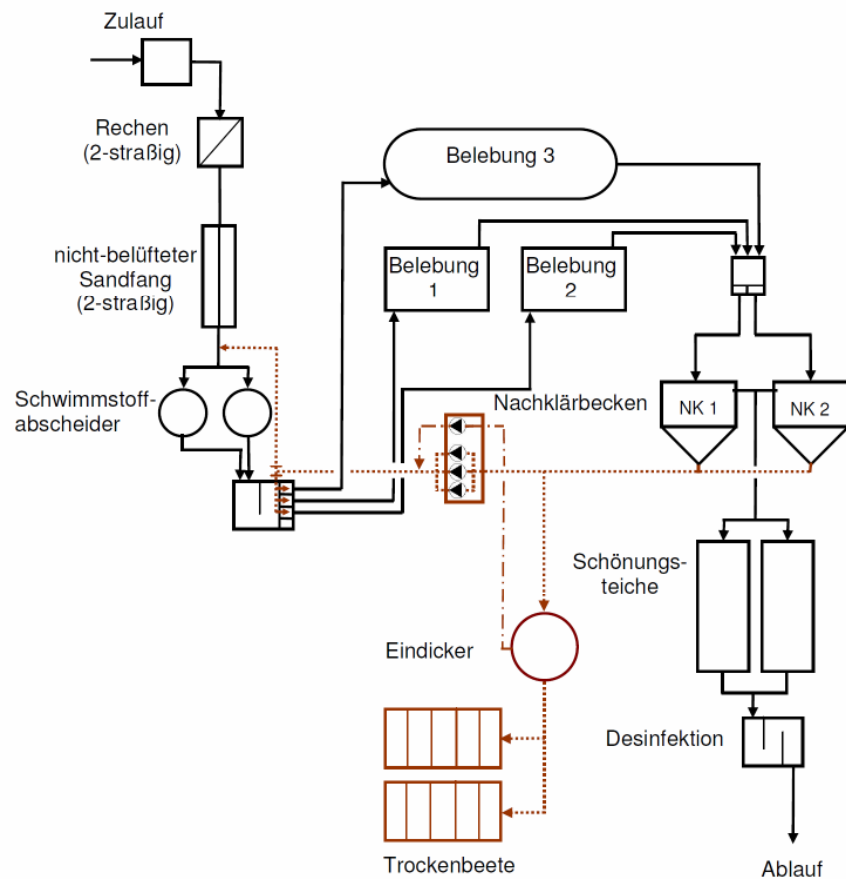 Zulauf
Rechen
(2-straßig)
nicht-belüfteter
Sandfang
(2-straßig)
Schwimmstoff-
abscheider
Belebung 3
Belebung
1
Belebung
2
Nachklärbecken
NK 1
NK 2
Schönungs-
teiche
Eindicker
Desinfektion
Trockenbeete
Ablauf